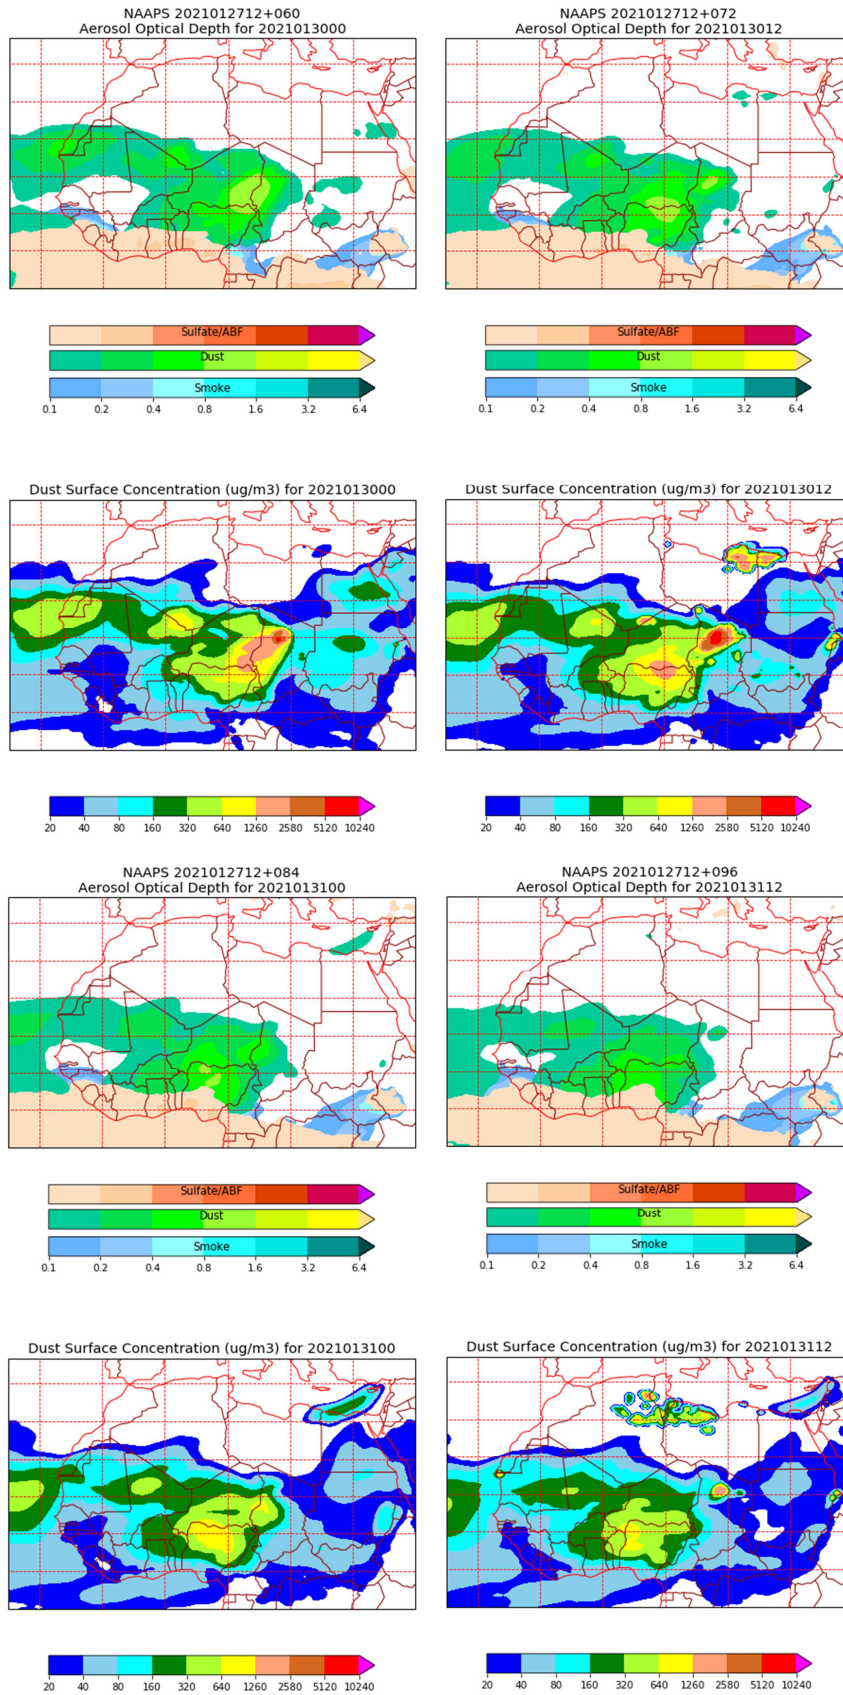 NAAPS 2021012712+060
Aerosol Optical Depth for 2021013000
NAAPS 2021012712+072
Aerosol Optical Depth for 2021013012
Sulfate/ABF
Dust
Smoke
0.1 0.2 0.4 0.8 1.6 3.2 6.4
Sulfate/ABF
Dust
Smoke
0.1 0.2 0.4 0.8 1.6 3.2 6.4
Dust Surface Concentration (ug/m3) for 2021013000
Dust Surface Concentration (ug/m3) for 2021013012
20 40 80 160 320 640 1260 2580 5120 10240
20 40 80 160 320 640 1260 2580 5120 10240
NAAPS 2021012712+084
Aerosol Optical Depth for 2021013100
NAAPS 2021012712+096
Aerosol Optical Depth for 2021013112
Sulfate/ABF
Dust
Smoke
0.1 0.2 0.4 0.8 1.6 3.2 6.4
Sulfate/ABF
Dust
Smoke
0.1 0.2 0.4 0.8 1.6 3.2 6.4
Dust Surface Concentration (ug/m3) for 2021013100
Dust Surface Concentration (ug/m3) for 2021013112
20 40 80 160 320 640 1260 2580 5120 10240
20 40 80 160 320 640 1260 2580 5120 10240